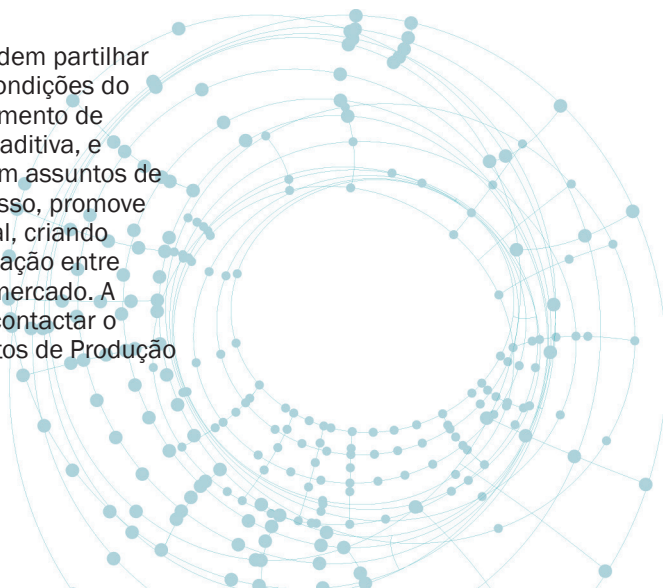 dem partilhar
ondições do
mento de
aditiva, e
m assuntos de
sso, promove
al, criando
ação entre
mercado. A
contactar o
tos de Produção